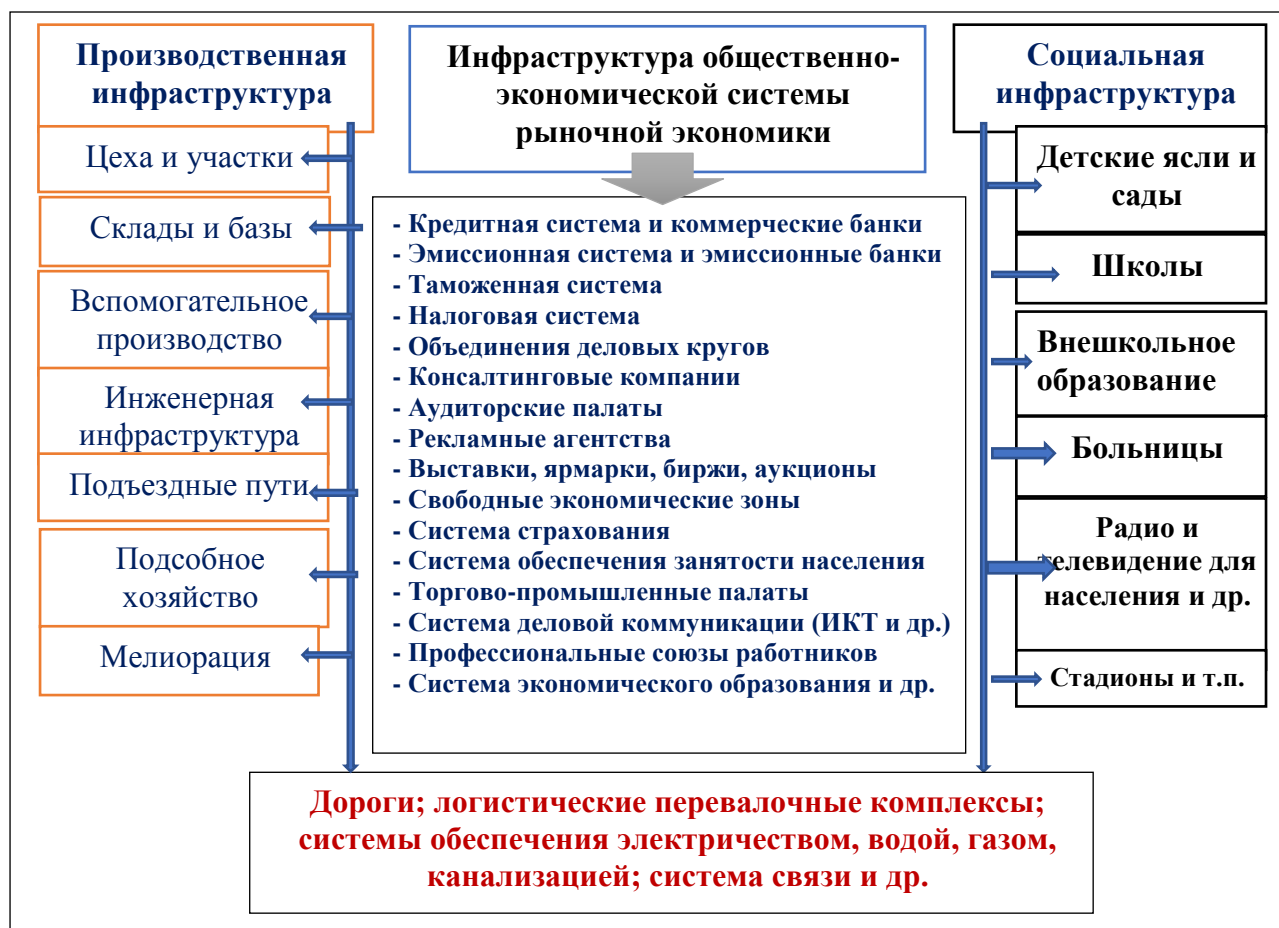 Производственная
инфраструктура
Цеха и участки
Склады и базы
Вспомогательное
производство
Инженерная
инфраструктура
Подъездные пути
Подсобное
хозяйство
Мелиорация
Инфраструктура общественно-
экономической системы
рыночной экономики
- Кредитная система и коммерческие банки
- Эмиссионная система и эмиссионные банки
- Таможенная система
- Налоговая система
- Объединения деловых кругов
- Консалтинговые компании
- Аудиторские палаты
- Рекламные агентства
- Выставки, ярмарки, биржи, аукционы
- Свободные экономические зоны
- Система страхования
- Система обеспечения занятости населения
- Торгово-промышленные палаты
- Система деловой коммуникации (ИКТ и др.)
- Профессиональные союзы работников
- Система экономического образования и др.
Социальная
инфраструктура
Детские ясли и
сады
Школы
Внешкольное
образование
Больницы
Радио и
телевидение для
населения и др.
Стадионы и т.п.
Дороги; логистические перевалочные комплексы;
системы обеспечения электричеством, водой, газом,
канализацией; система связи и др.